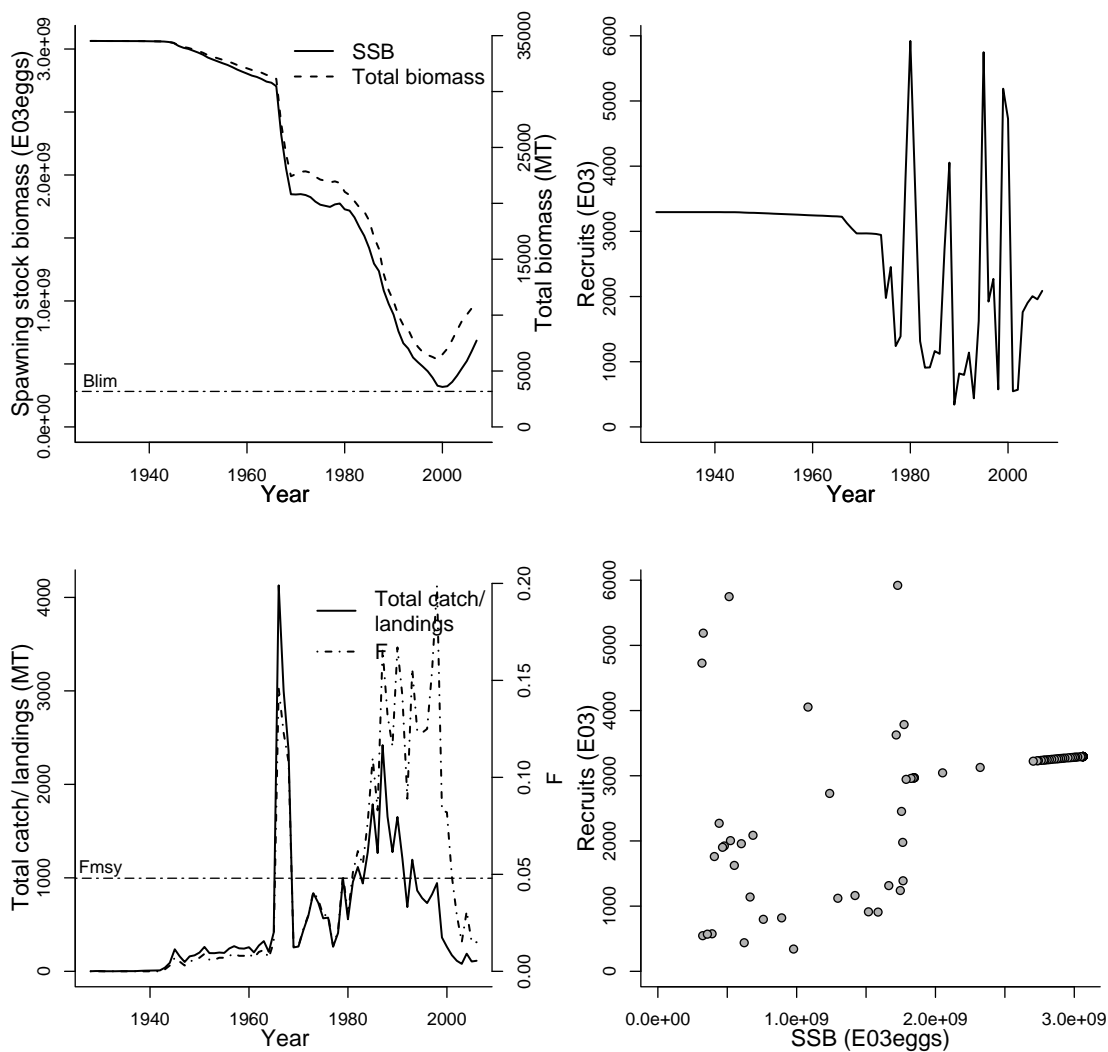 SSB
Total biomass
Blim
Spawning stock biomass (E03eggs)
0.0e+00
1.0e+09
2.0e+09
3.0e+09
Total biomass (MT)
0
5000
15000
25000
35000
1940
1960
1980
2000
Year
Recruits (E03)
0
1000
2000
3000
4000
5000
6000
1940
1960
1980
2000
Year
Total catch/
landings
F
Fmsy
Total catch/ landings (MT)
0
1000
2000
3000
4000
F
0.00
0.05
0.10
0.15
0.20
1940
1960
1980
2000
Year
Recruits (E03)
0
1000
2000
3000
4000
5000
6000
0.0e+00
1.0e+09
2.0e+09
3.0e+09
SSB (E03eggs)